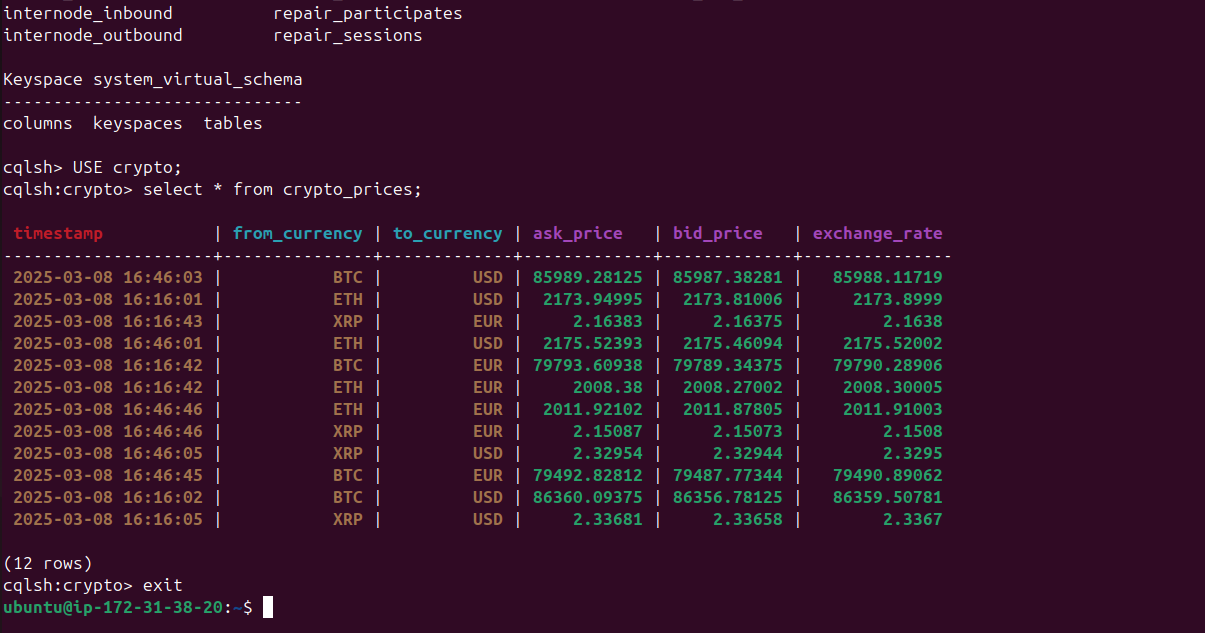 internode_inbound          repair_participates
internode_outbound         repair_sessions
Keyspace system_virtual_schema
------------------------------
columns  keyspaces  tables
cqlsh> USE crypto;
cqlsh:crypto> select * from crypto_prices;
 timestamp           | from_currency | to_currency | ask_price   | bid_price   | exchange_rate
---------------------+---------------+-------------+-------------+-------------+---------------
 2025-03-08 16:46:03 |           BTC |         USD | 85989.28125 | 85987.38281 |   85988.11719
 2025-03-08 16:16:01 |           ETH |         USD |  2173.94995 |  2173.81006 |     2173.8999
 2025-03-08 16:16:43 |           XRP |         EUR |     2.16383 |     2.16375 |        2.1638
 2025-03-08 16:46:01 |           ETH |         USD |  2175.52393 |  2175.46094 |    2175.52002
 2025-03-08 16:16:42 |           BTC |         EUR | 79793.60938 | 79789.34375 |   79790.28906
 2025-03-08 16:16:42 |           ETH |         EUR |     2008.38 |  2008.27002 |    2008.30005
 2025-03-08 16:46:46 |           ETH |         EUR |  2011.92102 |  2011.87805 |    2011.91003
 2025-03-08 16:46:46 |           XRP |         EUR |     2.15087 |     2.15073 |        2.1508
 2025-03-08 16:46:05 |           XRP |         USD |     2.32954 |     2.32944 |        2.3295
 2025-03-08 16:46:45 |           BTC |         EUR | 79492.82812 | 79487.77344 |   79490.89062
 2025-03-08 16:16:02 |           BTC |         USD | 86360.09375 | 86356.78125 |   86359.50781
 2025-03-08 16:16:05 |           XRP |         USD |     2.33681 |     2.33658 |        2.3367
(12 rows)
cqlsh:crypto> exit
ubuntu@ip-172-31-38-20:~$